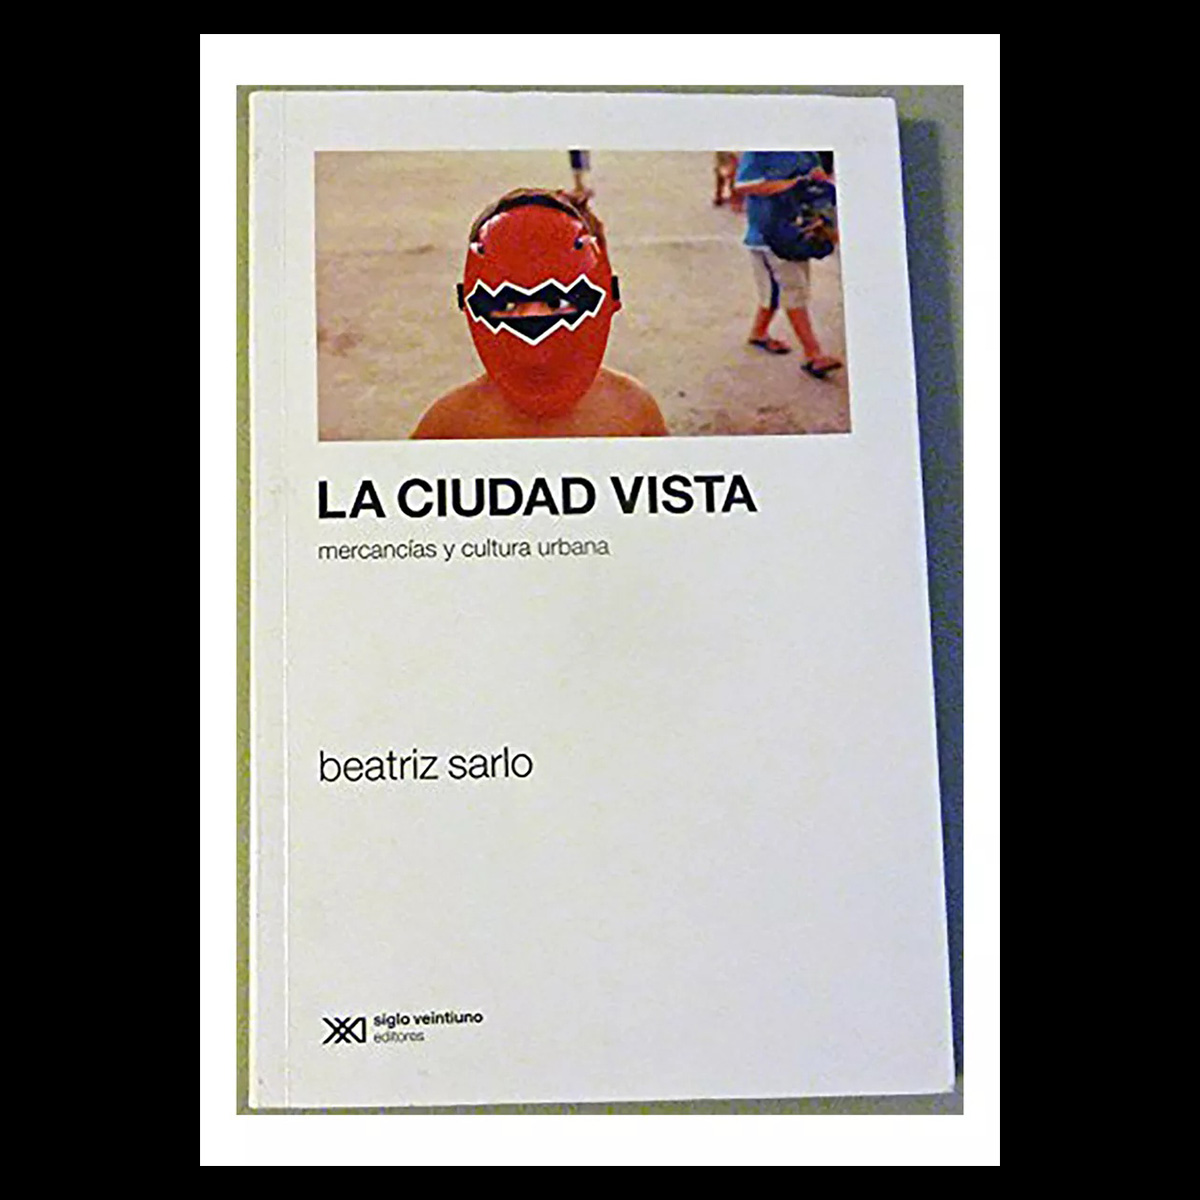 LA CIUDAD VISTA
mercancías y cultura urbana
beatriz sarlo
siglo veintiuno
editores